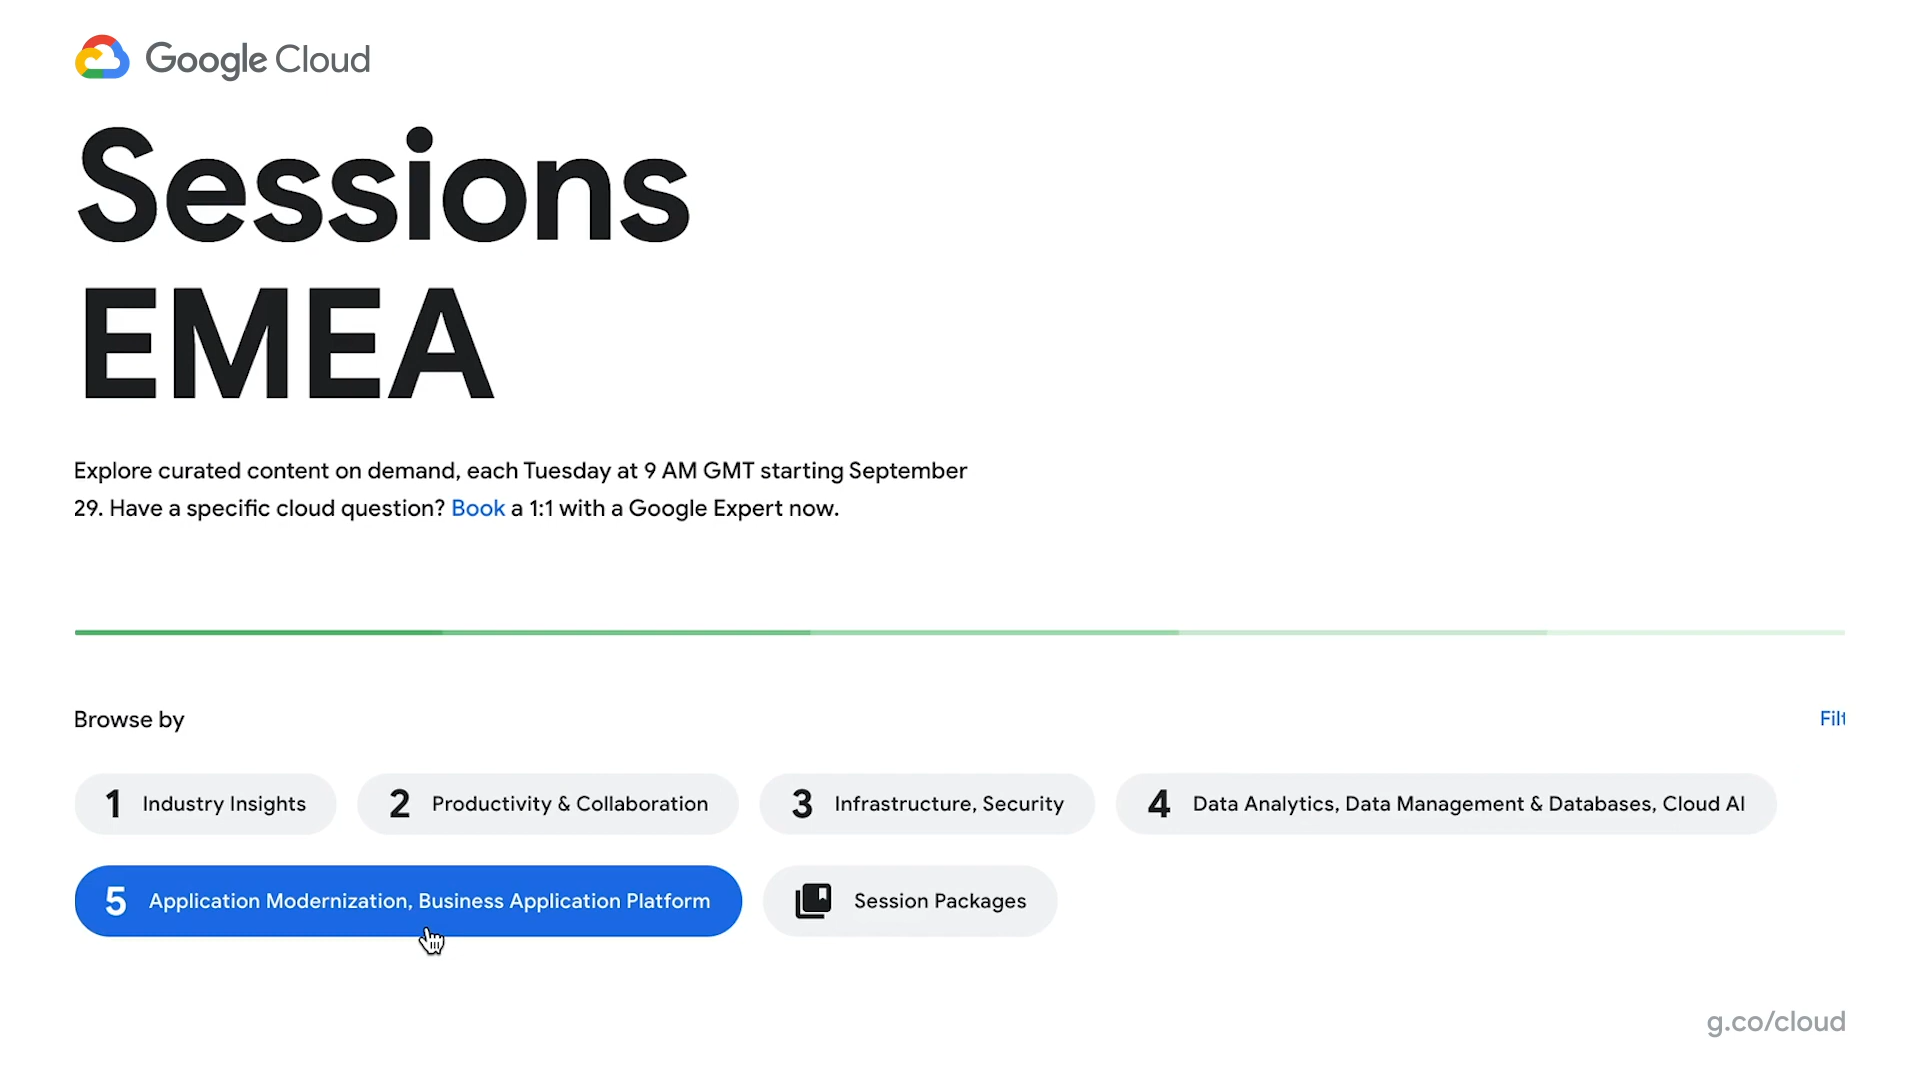 Google Cloud
Sessions
EMEA
Explore curated content on demand, each Tuesday at 9 AM GMT starting September
29. Have a specific cloud question? Book a 1:1 with a Google Expert now.
Browse by
Filt
1 Industry Insights
2 Productivity & Collaboration
3 Infrastructure, Security
4 Data Analytics, Data Management & Databases, Cloud AI
5 Application Modernization, Business Application Platform
Session Packages
g.co/cloud